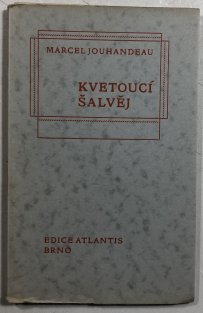 MARCEL JOUHANDEAU
KVETOUCÍ
ŠALVĚJ
EDICE ATLANTIS
BRNO